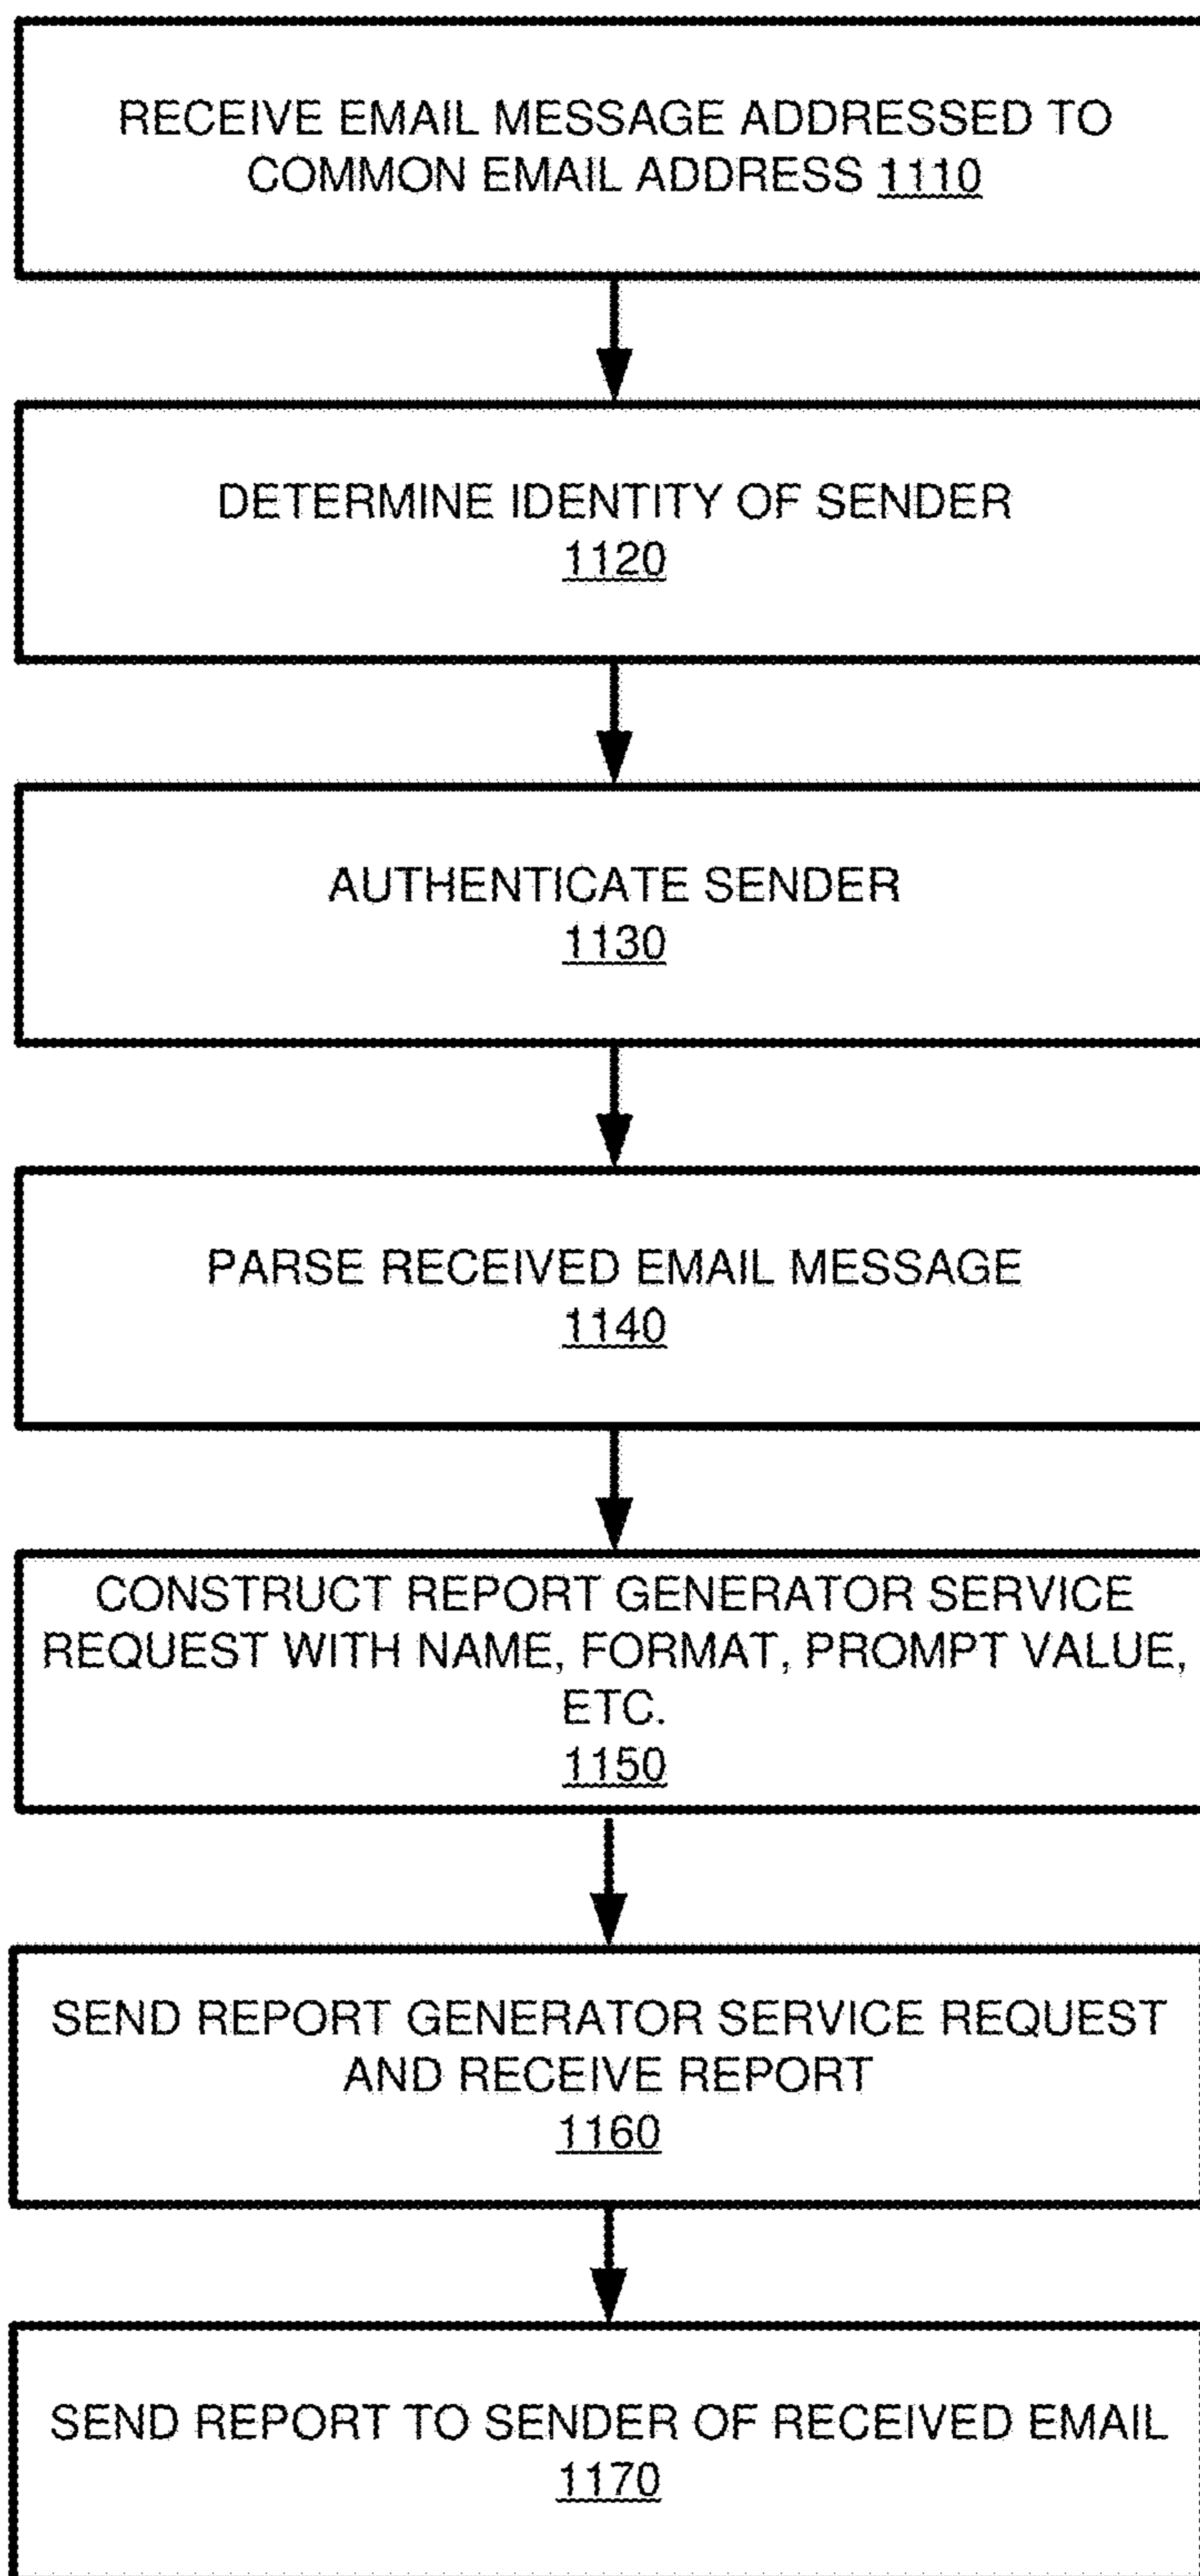 RECEIVE EMAIL MESSAGE ADDRESSED TO
COMMON EMAIL ADDRESS 1110
DETERMINE IDENTITY OF SENDER
1120
AUTHENTICATE SENDER
1130
PARSE RECEIVED EMAIL MESSAGE
1140
CONSTRUCT REPORT GENERATOR SERVICE
REQUEST WITH NAME, FORMAT, PROMPT VALUE,
ETC.
1150
SEND REPORT GENERATOR SERVICE REQUEST
AND RECEIVE REPORT
1160
SEND REPORT TO SENDER OF RECEIVED EMAIL
1170